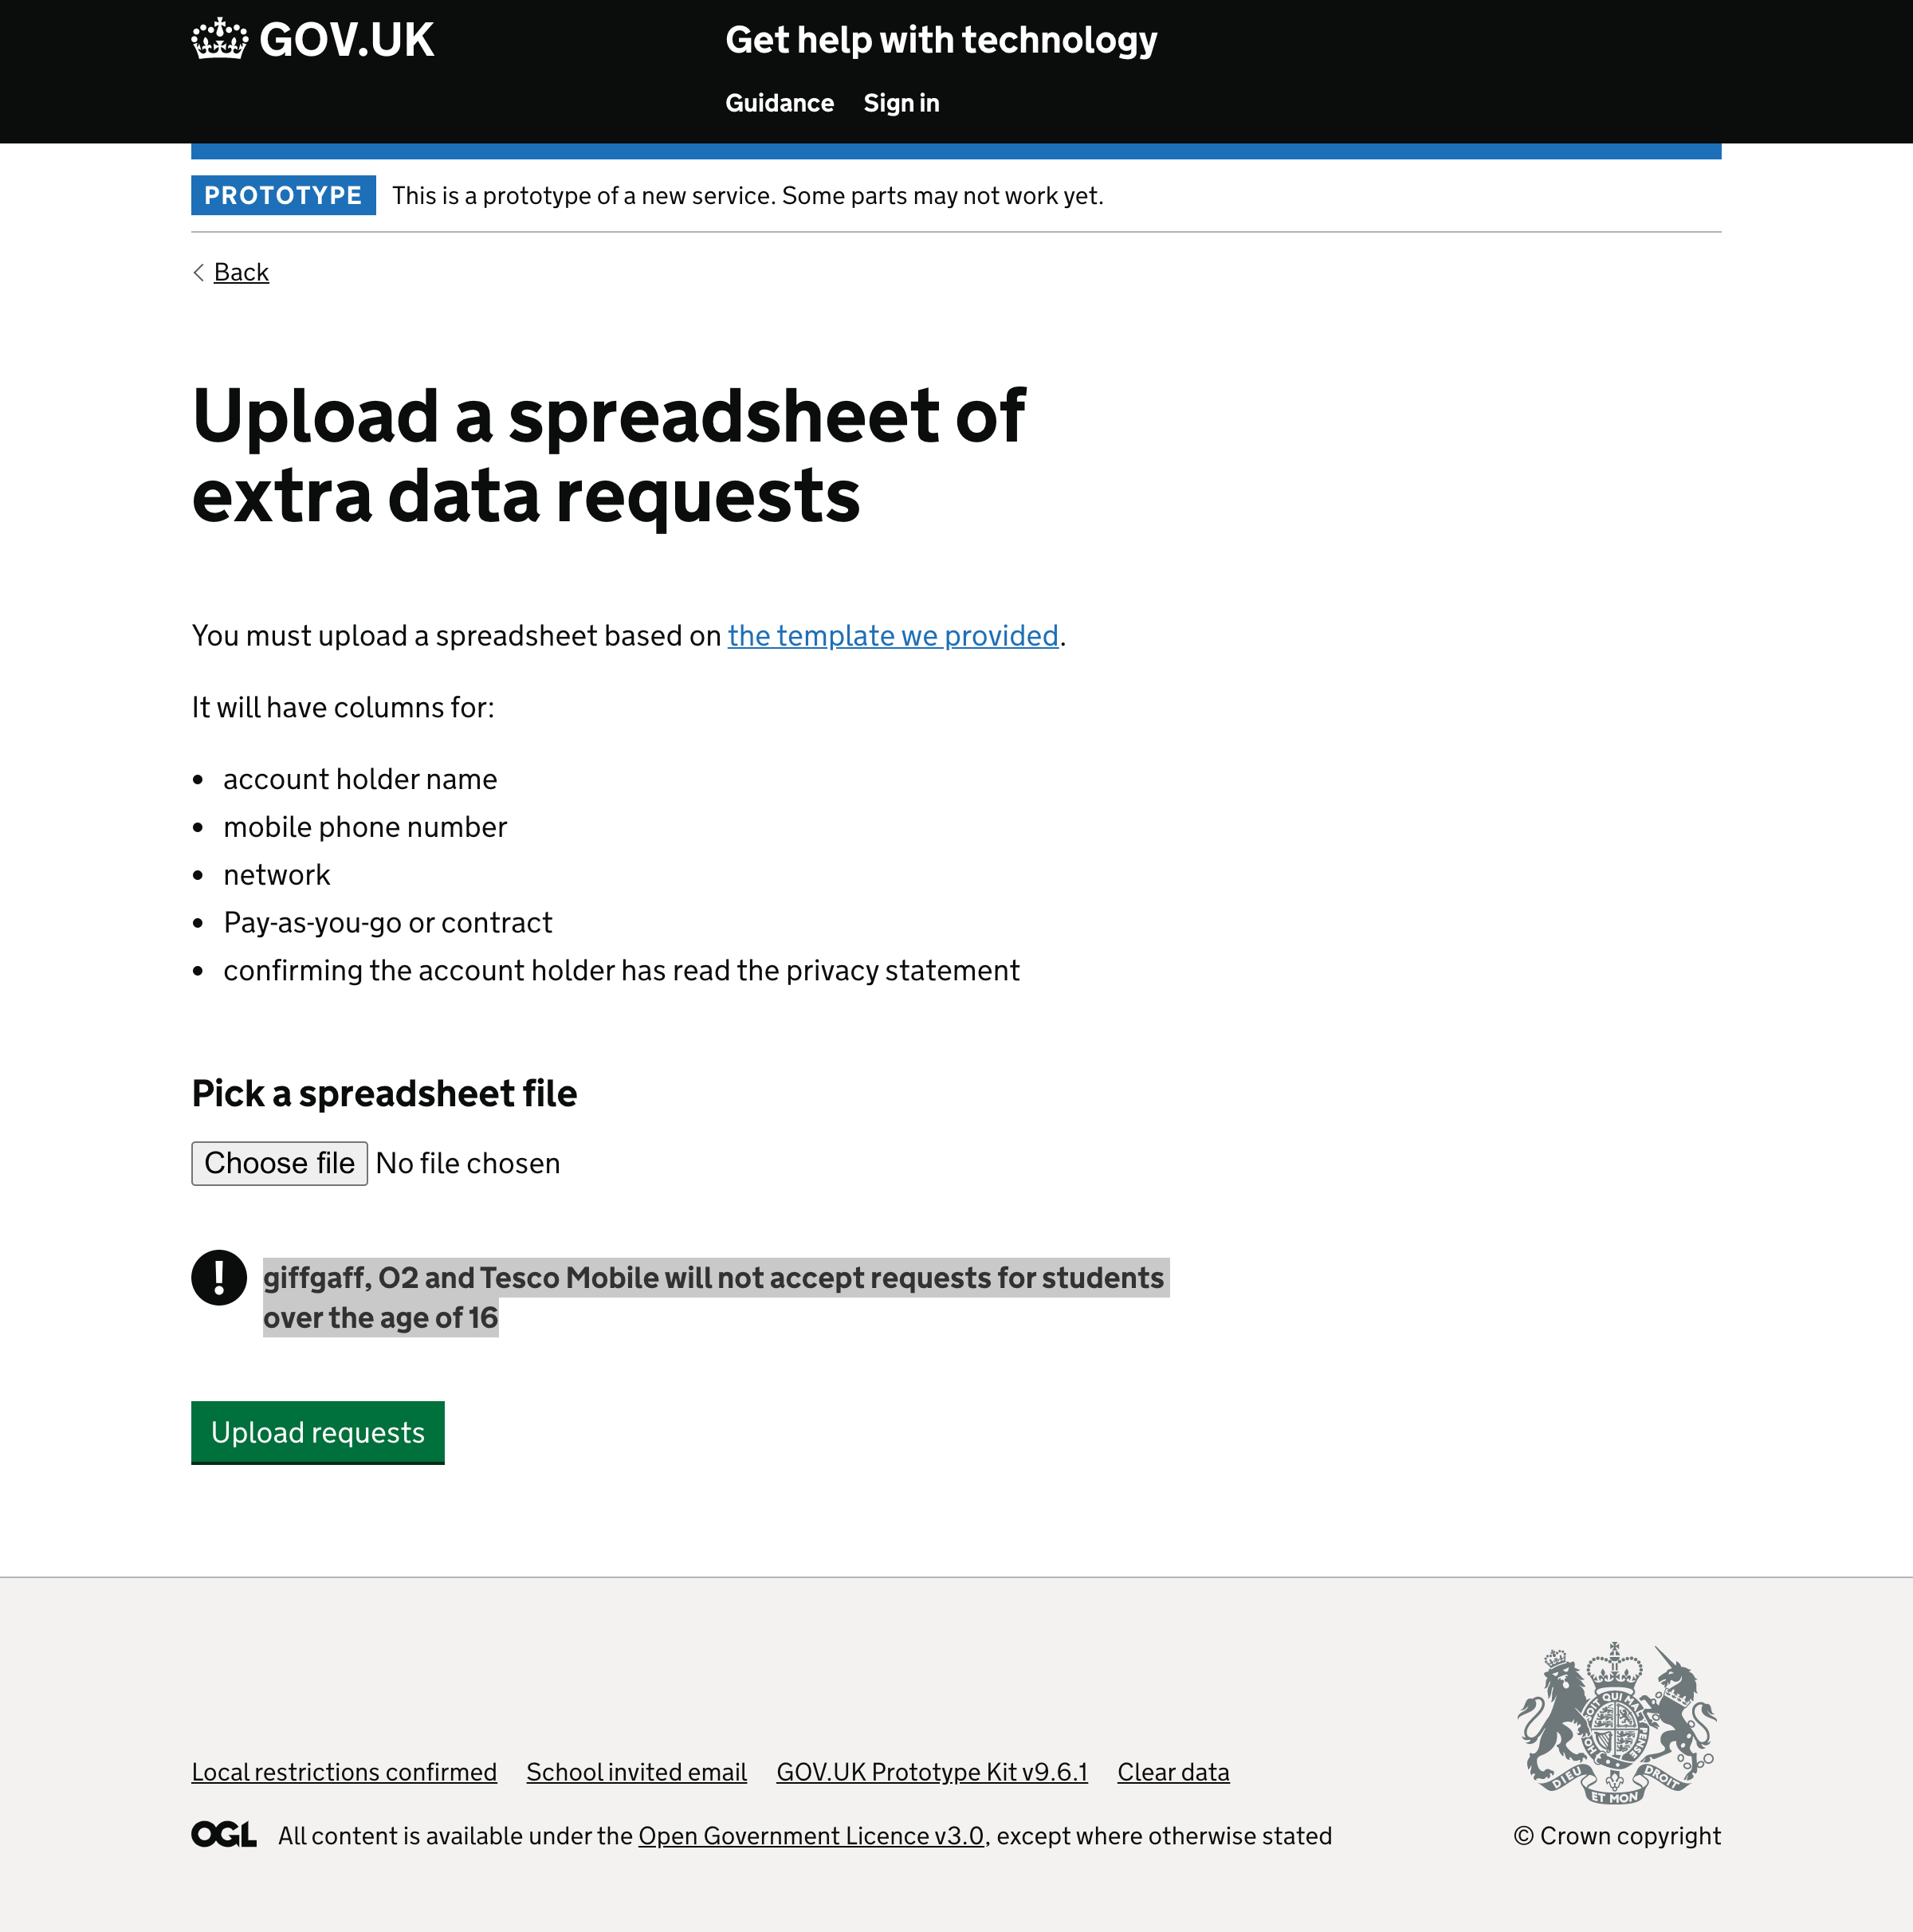 GOV.UK
Get help with technology
Guidance Sign in
PROTOTYPE This is a prototype of a new service. Some parts may not work yet.
Back
Upload a spreadsheet of
extra data requests
You must upload a spreadsheet based on the template we provided.
It will have columns for:
• account holder name
• mobile phone number
• network
• Pay-as-you-go or contract
• confirming the account holder has read the privacy statement
Pick a spreadsheet file
Choose file No file chosen
! giffgaff, O2 and Tesco Mobile will not accept requests for students
over the age of 16
Upload requests
Local restrictions confirmed School invited email GOV.UK Prototype Kit v9.6.1 Clear data
OGL All content is available under the Open Government Licence v3.0, except where otherwise stated
DIEU ET MON DROIT
© Crown copyright